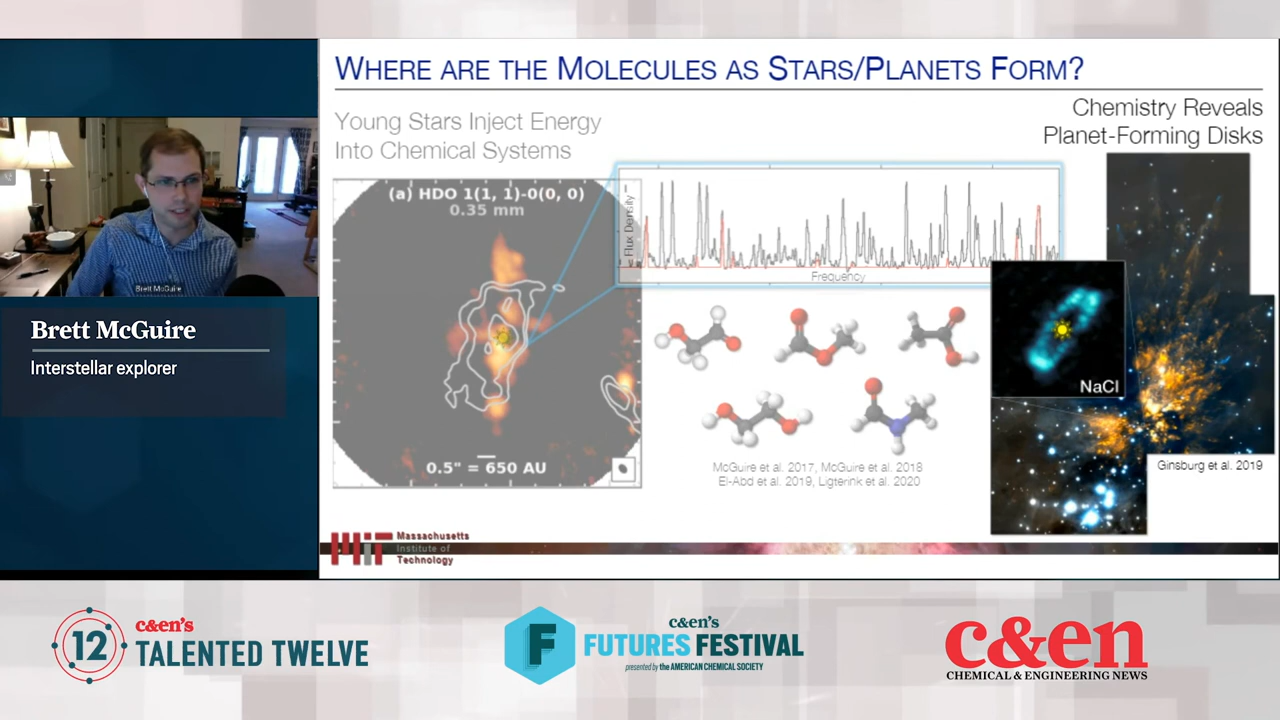 WHERE ARE THE MOLECULES AS STARS/PLANETS FORM?
Young Stars Inject Energy
Into Chemical Systems
Chemistry Reveals
Planet-Forming Disks
(a) HDO 1(1, 1)-0(0, 0)
0.35 mm
0.5" = 650 AU
Flux Density
Frequency
McGuire et al. 2017, McGuire et al. 2018
El-Abd et al. 2019, Ligterink et al. 2020
NaCl
Ginsburg et al. 2019
Massachusetts
Institute of
Technology
Brett McGuire
Brett McGuire
Interstellar explorer
12
c&en's
TALENTED TWELVE
F
c&en's
FUTURES FESTIVAL
presented by the AMERICAN CHEMICAL SOCIETY
c&en
CHEMICAL & ENGINEERING NEWS